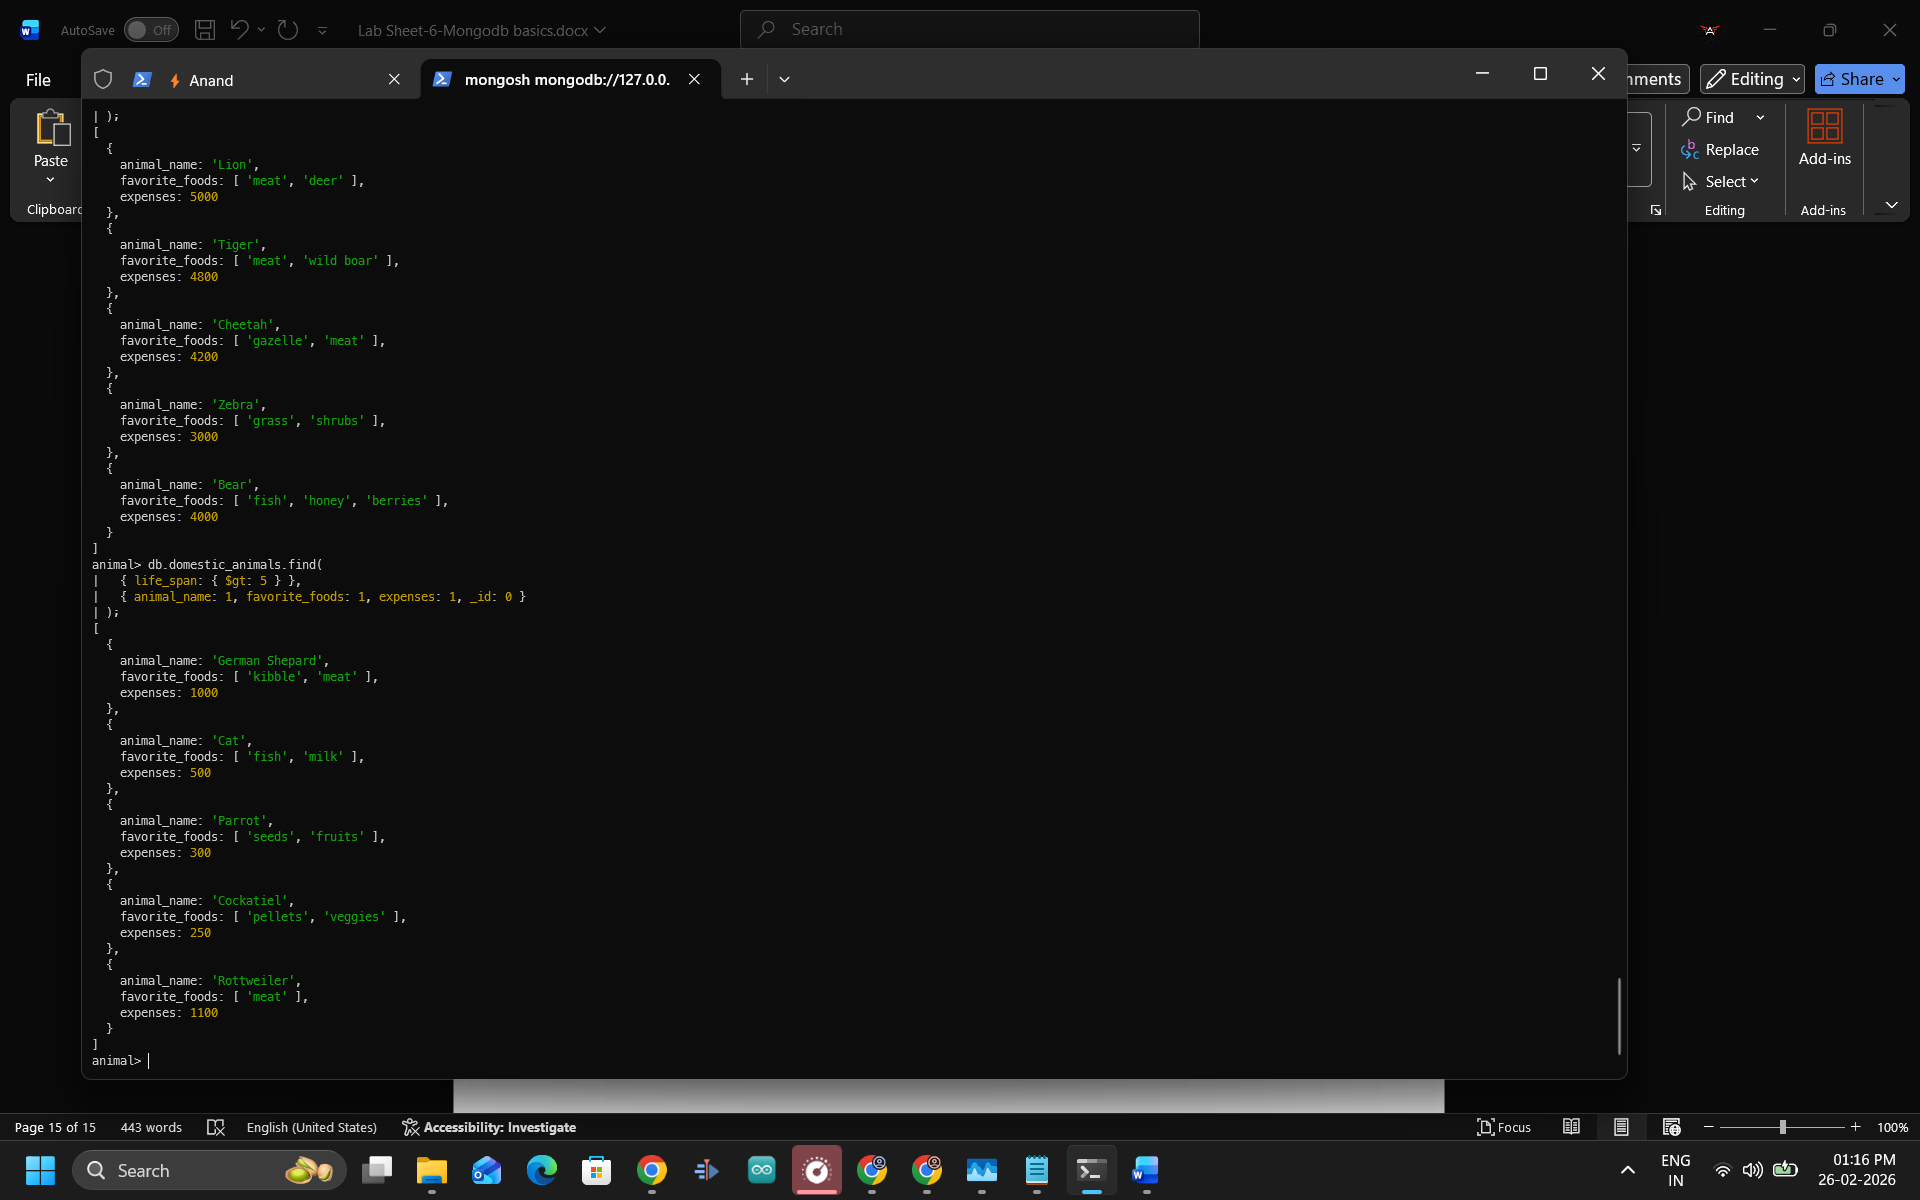 AutoSave Off Lab Sheet-6-Mongodb basics.docx Search
File
Anand
mongosh mongodb://127.0.0.
Editing
Share
Paste
Clipboard
Find
Replace
Select
Editing
Add-ins
Add-ins
| );
[
  {
    animal_name: 'Lion',
    favorite_foods: [ 'meat', 'deer' ],
    expenses: 5000
  },
  {
    animal_name: 'Tiger',
    favorite_foods: [ 'meat', 'wild boar' ],
    expenses: 4800
  },
  {
    animal_name: 'Cheetah',
    favorite_foods: [ 'gazelle', 'meat' ],
    expenses: 4200
  },
  {
    animal_name: 'Zebra',
    favorite_foods: [ 'grass', 'shrubs' ],
    expenses: 3000
  },
  {
    animal_name: 'Bear',
    favorite_foods: [ 'fish', 'honey', 'berries' ],
    expenses: 4000
  }
]
animal> db.domestic_animals.find(
|   { life_span: { $gt: 5 } },
|   { animal_name: 1, favorite_foods: 1, expenses: 1, _id: 0 }
| );
[
  {
    animal_name: 'German Shepard',
    favorite_foods: [ 'kibble', 'meat' ],
    expenses: 1000
  },
  {
    animal_name: 'Cat',
    favorite_foods: [ 'fish', 'milk' ],
    expenses: 500
  },
  {
    animal_name: 'Parrot',
    favorite_foods: [ 'seeds', 'fruits' ],
    expenses: 300
  },
  {
    animal_name: 'Cockatiel',
    favorite_foods: [ 'pellets', 'veggies' ],
    expenses: 250
  },
  {
    animal_name: 'Rottweiler',
    favorite_foods: [ 'meat' ],
    expenses: 1100
  }
]
animal>
Page 15 of 15 443 words English (United States) Accessibility: Investigate Focus 100%
Search
ENG
IN
01:16 PM
26-02-2026